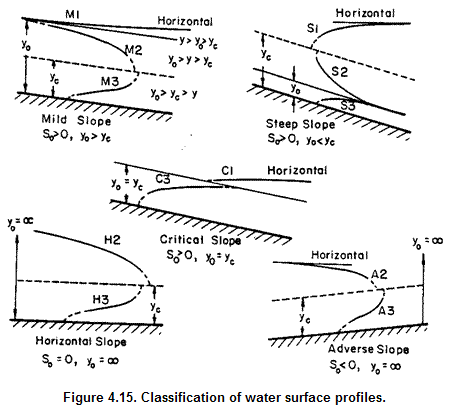 M1
Horizontal
y>y₀>y꜀
M2
y₀>y>y꜀
y₀
y꜀
M3
y₀>y꜀>y
Mild Slope
S₀>0, y₀>y꜀
Horizontal
S1
y꜀
S2
y₀
S3
Steep Slope
S₀>0, y₀<y꜀
y₀=y꜀
C3
C1
Horizontal
Critical Slope
S₀>0, y₀=y꜀
y₀=∞
H2
H3
y꜀
Horizontal Slope
S₀=0, y₀=∞
Horizontal
y₀=∞
A2
y꜀
A3
Adverse Slope
S₀<0, y₀=∞
Figure 4.15. Classification of water surface profiles.